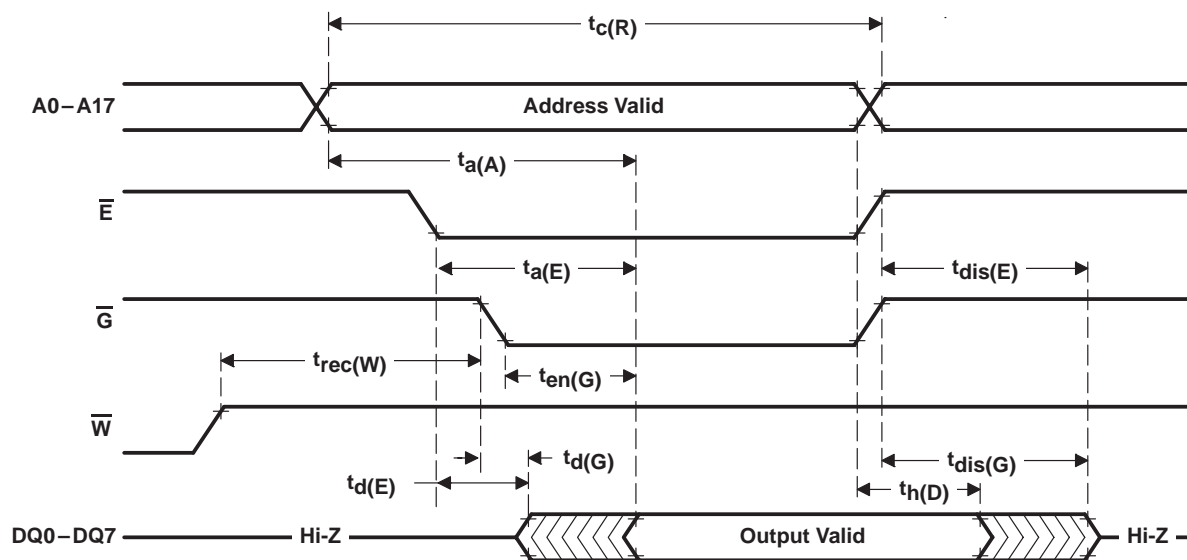 tc(R)
A0–A17
Address Valid
ta(A)
E
ta(E)
tdis(E)
G
trec(W)
ten(G)
W
td(G)
tdis(G)
td(E)
th(D)
DQ0–DQ7
Hi-Z
Output Valid
Hi-Z